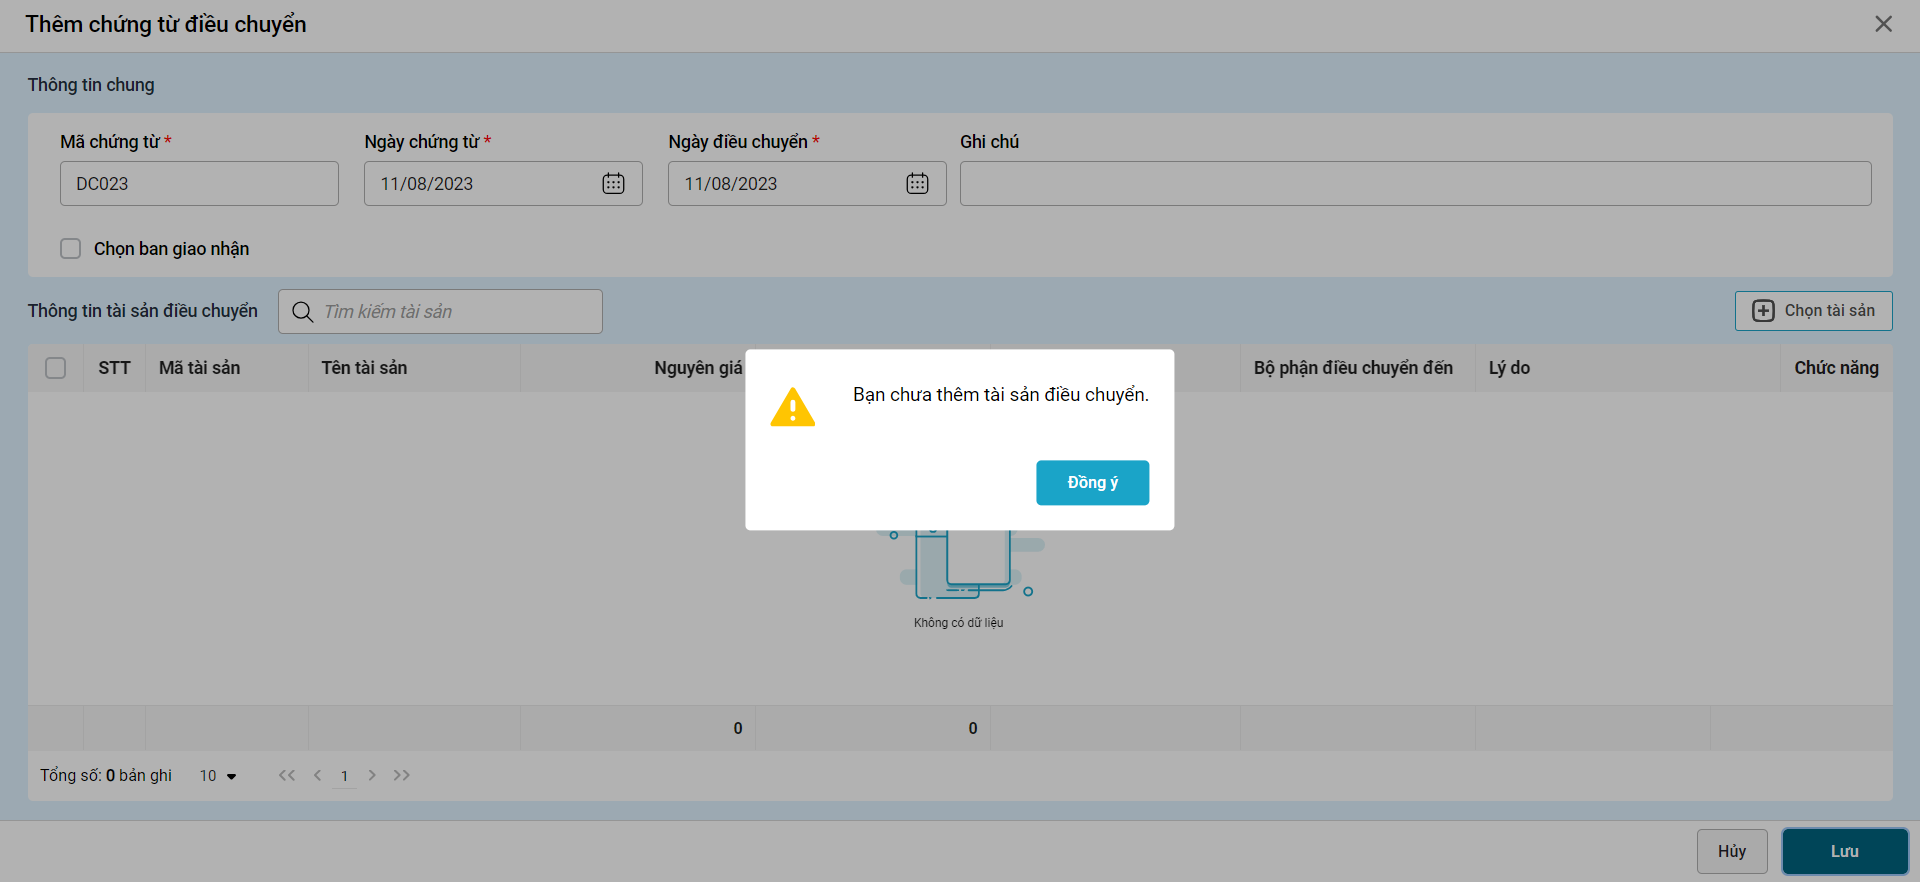 Thêm chứng từ điều chuyển
Thông tin chung
Mã chứng từ * Ngày chứng từ * Ngày điều chuyển * Ghi chú
DC023 11/08/2023 11/08/2023
Chọn ban giao nhận
Thông tin tài sản điều chuyển Tìm kiếm tài sản Chọn tài sản
STT Mã tài sản Tên tài sản Nguyên giá Bộ phận điều chuyển đến Lý do Chức năng
Bạn chưa thêm tài sản điều chuyển.
Đồng ý
Không có dữ liệu
0 0
Tổng số: 0 bản ghi 10 << < 1 > >>
Hủy Lưu